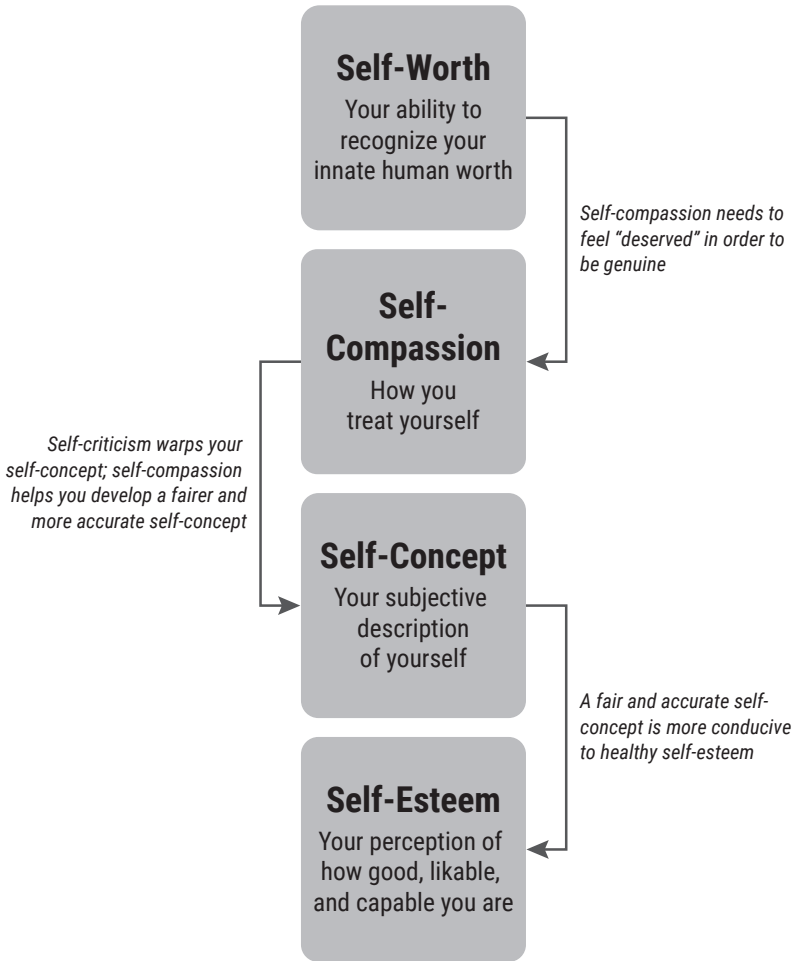 Self-Worth
Your ability to
recognize your
innate human worth
Self-compassion needs to
feel “deserved” in order to
be genuine
Self-
Compassion
How you
treat yourself
Self-criticism warps your
self-concept; self-compassion
helps you develop a fairer and
more accurate self-concept
Self-Concept
Your subjective
description
of yourself
A fair and accurate self-
concept is more conducive
to healthy self-esteem
Self-Esteem
Your perception of
how good, likable,
and capable you are